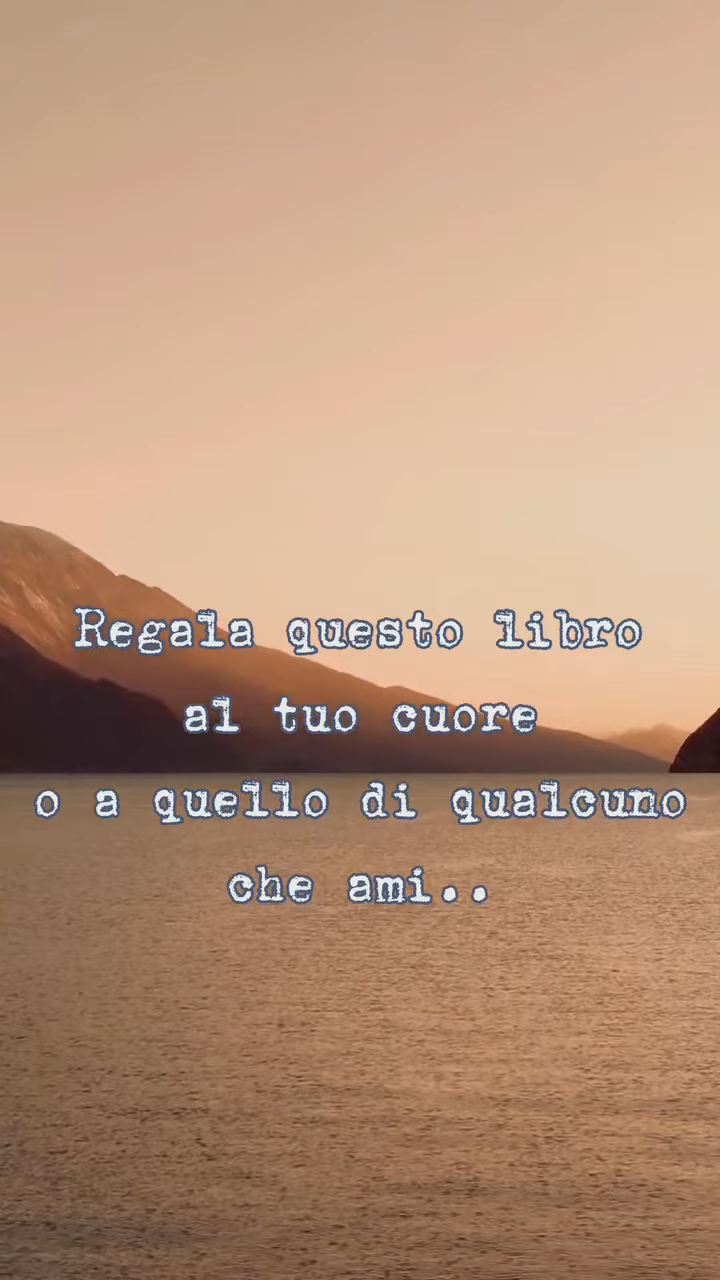 Regala questo libro
al tuo cuore
o a quello di qualcuno
che ami..